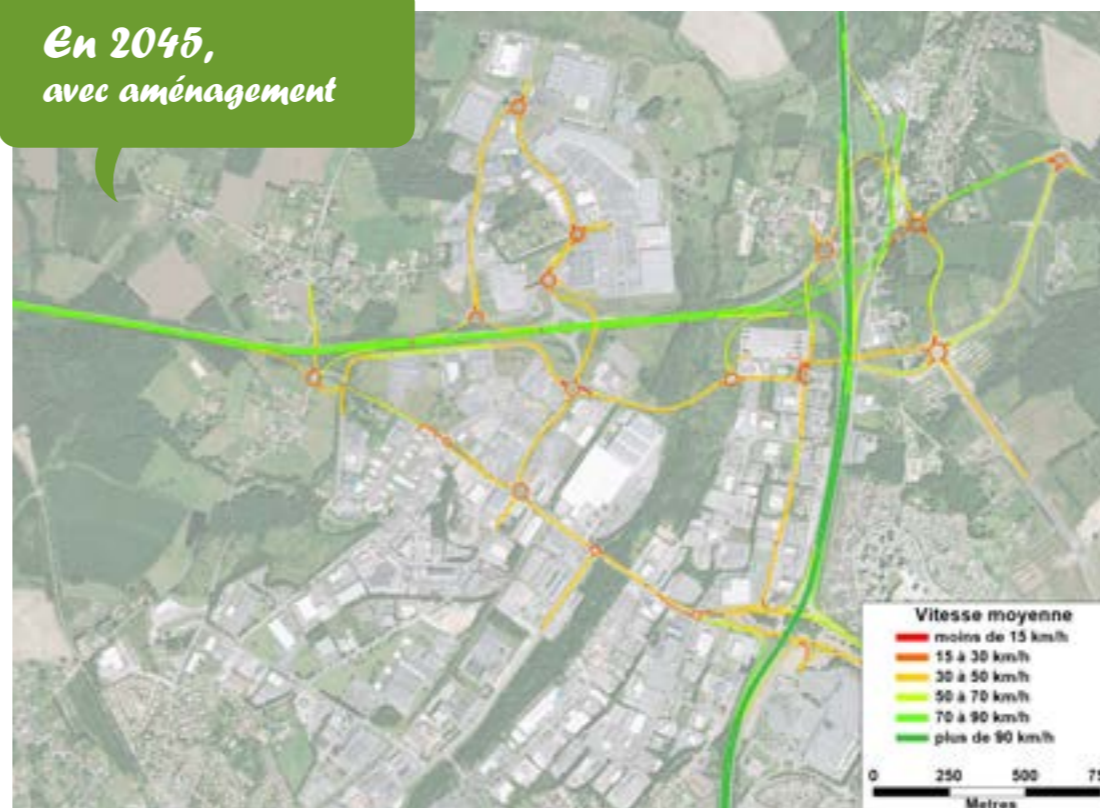 En 2045,
avec aménagement
Vitesse moyenne
moins de 15 km/h
15 à 30 km/h
30 à 50 km/h
50 à 70 km/h
70 à 90 km/h
plus de 90 km/h
0 250 500 75
Metres